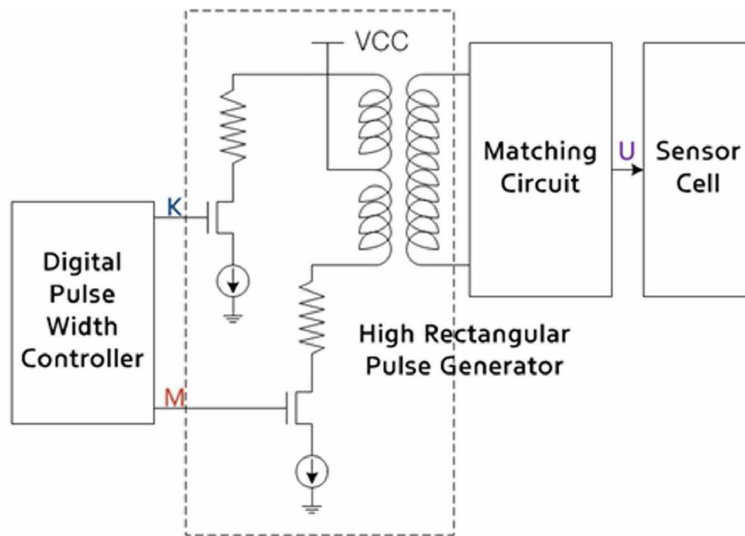 VCC
K
M
Digital
Pulse
Width
Controller
High Rectangular
Pulse Generator
Matching
Circuit
U
Sensor
Cell